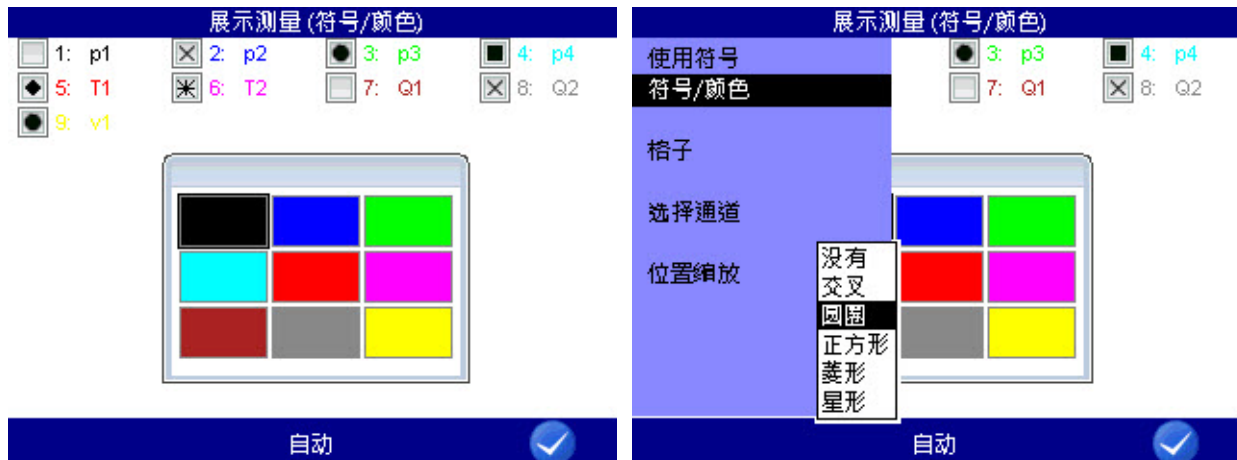 展示测量 (符号/颜色)
1: p1 2: p2 3: p3 4: p4
5: T1 6: T2 7: Q1 8: Q2
9: v1
自动
展示测量 (符号/颜色)
使用符号 3: p3 4: p4
符号/颜色 7: Q1 8: Q2
格子
选择通道
位置缩放
没有
交叉
圆圈
正方形
菱形
星形
自动